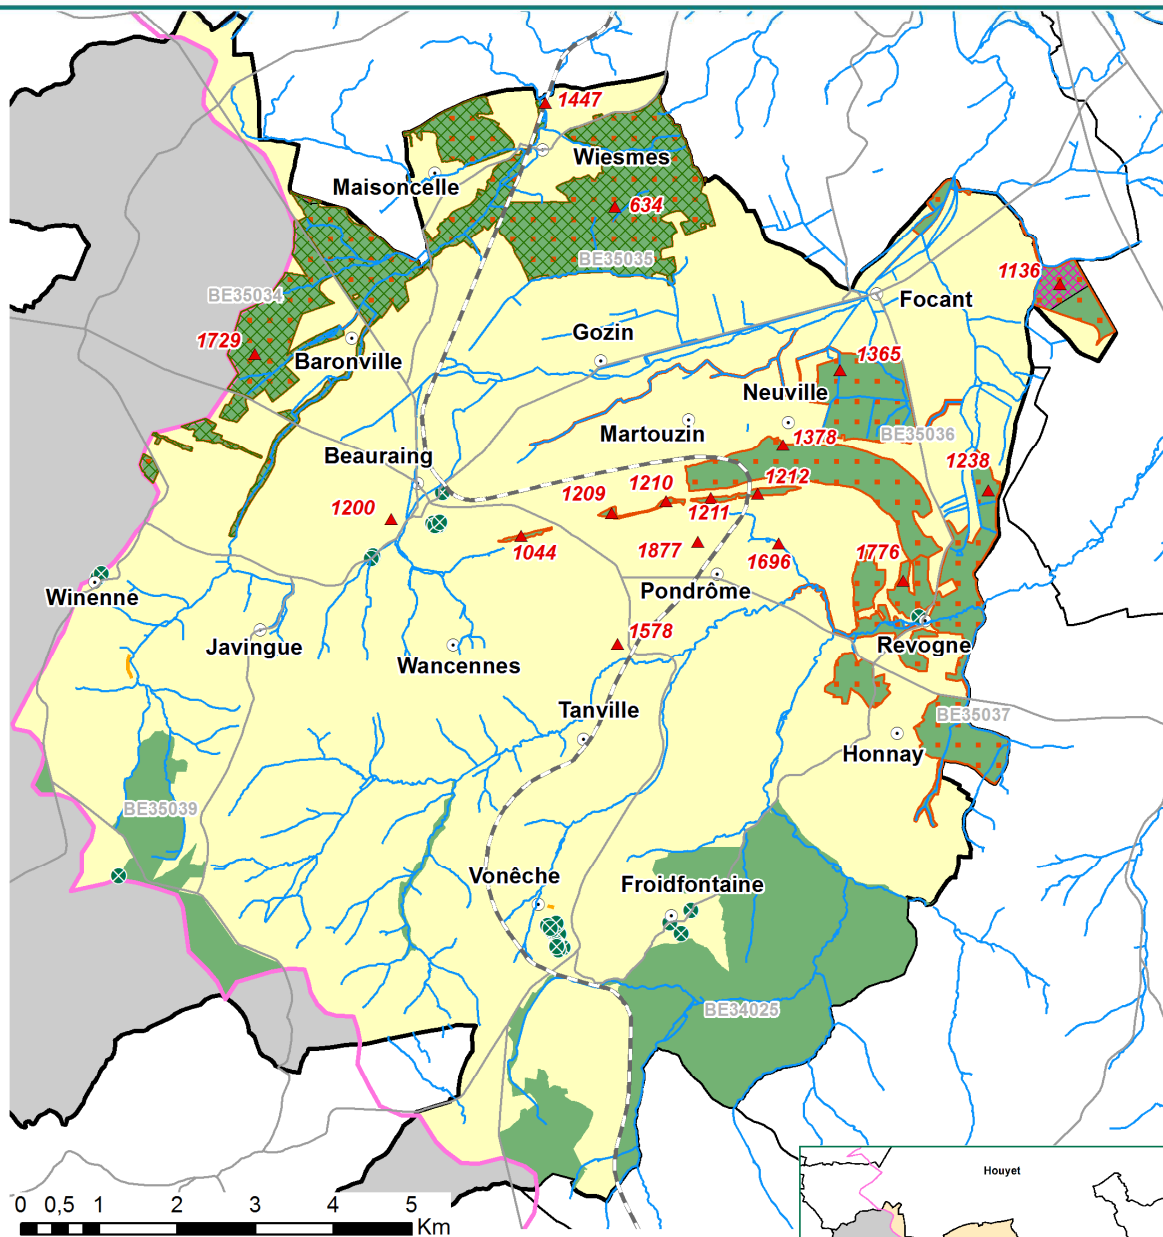 1447
Wiesmes
Maisoncelle
634
BE35035
1136
BE35034
Focant
1729
Gozin
Baronville
1365
Neuville
Martouzin
BE35036
1378
Beauraing
1238
1210
1212
1209
1200
1211
1044
1877
1696
1776
Pondrôme
Winenne
1578
Javingue
Revogne
Wancennes
Tanville
BE35037
Honnay
BE35039
Vonêche
Froidfontaine
BE34025
Houyet
0 0,5 1 2 3 4 5
Km